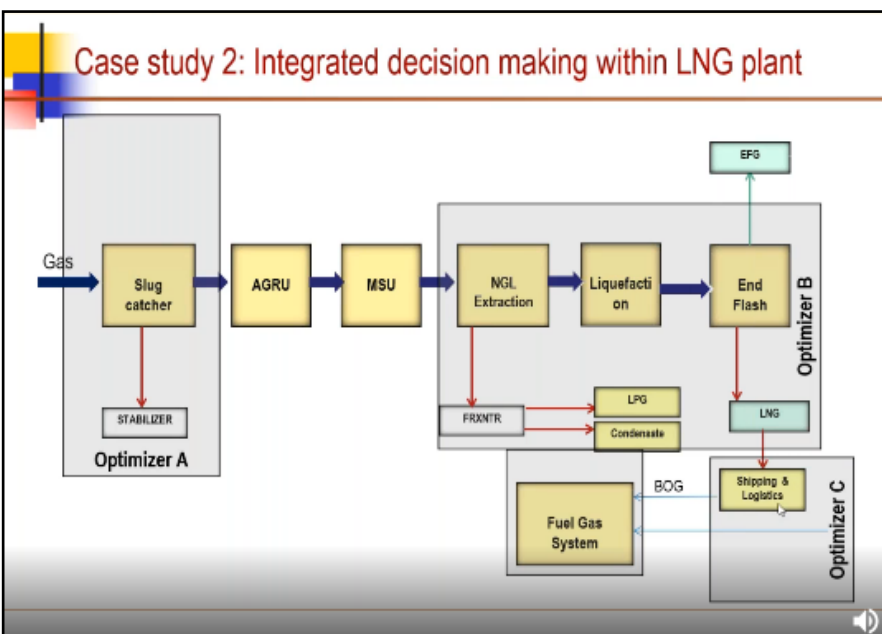 Case study 2: Integrated decision making within LNG plant
EFG
Gas
Slug
catcher
AGRU
MSU
NGL
Extraction
Liquefacti
on
End
Flash
Optimizer B
STABILIZER
FRXNTR
LPG
Condensate
LNG
Optimizer A
Shipping &
Logistics
BOG
Fuel Gas
System
Optimizer C